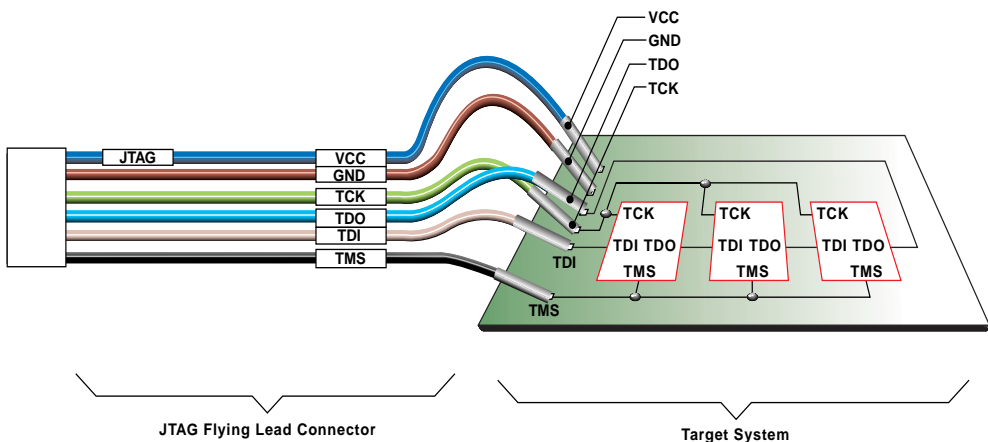 VCC
GND
TDO
TCK
JTAG
VCC
GND
TCK
TDO
TDI
TMS
TCK TCK TCK
TDI TDO TDI TDO TDI TDO
TDI
TMS TMS TMS
TMS
JTAG Flying Lead Connector
Target System